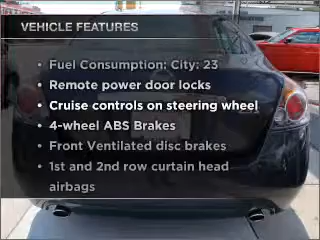 VEHICLE FEATURES
• Fuel Consumption: City: 23
• Remote power door locks
• Cruise controls on steering wheel
• 4-wheel ABS Brakes
• Front Ventilated disc brakes
• 1st and 2nd row curtain head
airbags